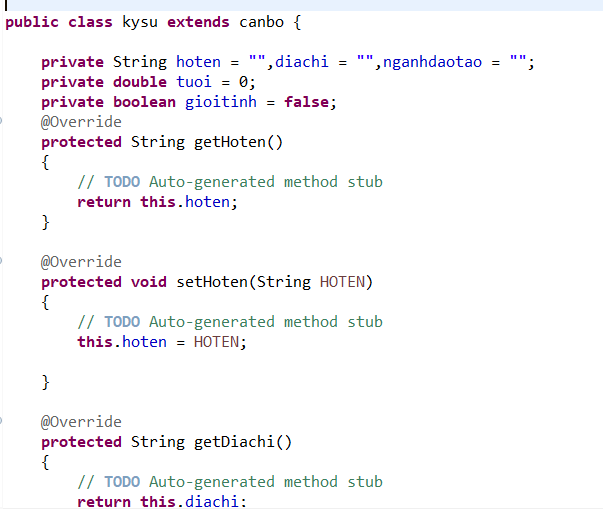 public class kysu extends canbo {
private String hoten = "",diachi = "",nganhdaotao = "";
private double tuoi = 0;
private boolean gioitinh = false;
@Override
protected String getHoten()
{
// TODO Auto-generated method stub
return this.hoten;
}
@Override
protected void setHoten(String HOTEN)
{
// TODO Auto-generated method stub
this.hoten = HOTEN;
}
@Override
protected String getDiachi()
{
// TODO Auto-generated method stub
return this.diachi;